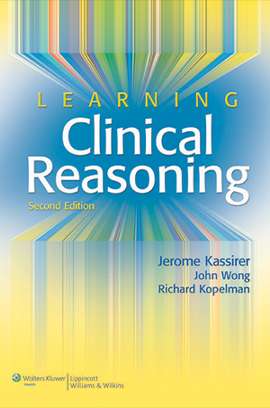 LEARNING
Clinical
Reasoning
Second Edition
Jerome Kassirer
John Wong
Richard Kopelman
Wolters Kluwer
Health
Lippincott
Williams & Wilkins